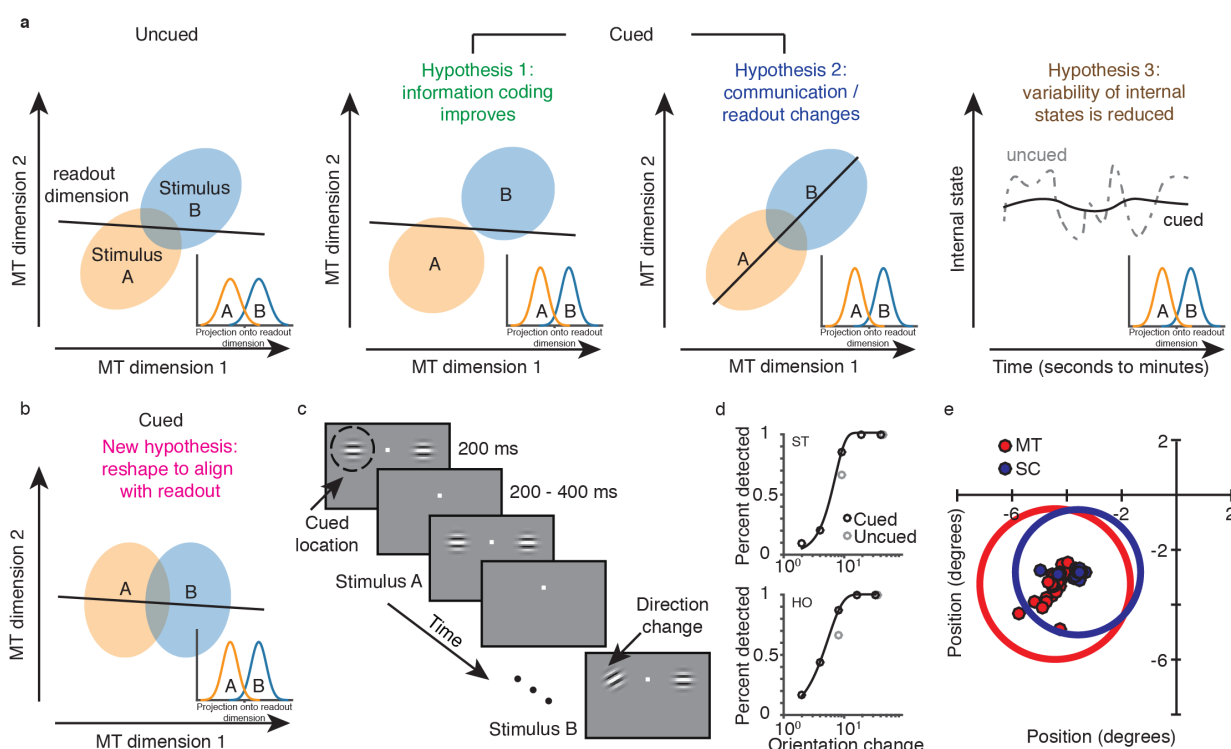 a
Uncued
Cued
Hypothesis 1:
information coding
improves
Hypothesis 2:
communication /
readout changes
Hypothesis 3:
variability of internal
states is reduced
MT dimension 2
readout
dimension
Stimulus
B
Stimulus
A
A B
Projection onto readout
dimension
MT dimension 1
MT dimension 2
B
A
A B
Projection onto readout
dimension
MT dimension 1
MT dimension 2
B
A
A B
Projection onto readout
dimension
MT dimension 1
Internal state
uncued
cued
A B
Projection onto readout
dimension
Time (seconds to minutes)
b
Cued
New hypothesis:
reshape to align
with readout
MT dimension 2
A B
A B
Projection onto readout
dimension
MT dimension 1
c
200 ms
200 - 400 ms
Cued
location
Stimulus A
Time
Direction
change
Stimulus B
d
Percent detected
1
0.5
0
ST
Cued
Uncued
10⁰ 10¹
Percent detected
1
0.5
0
HO
10⁰ 10¹
Orientation change
e
MT
SC
2
-6 -2 2
-2
-6
Position (degrees)
Position (degrees)